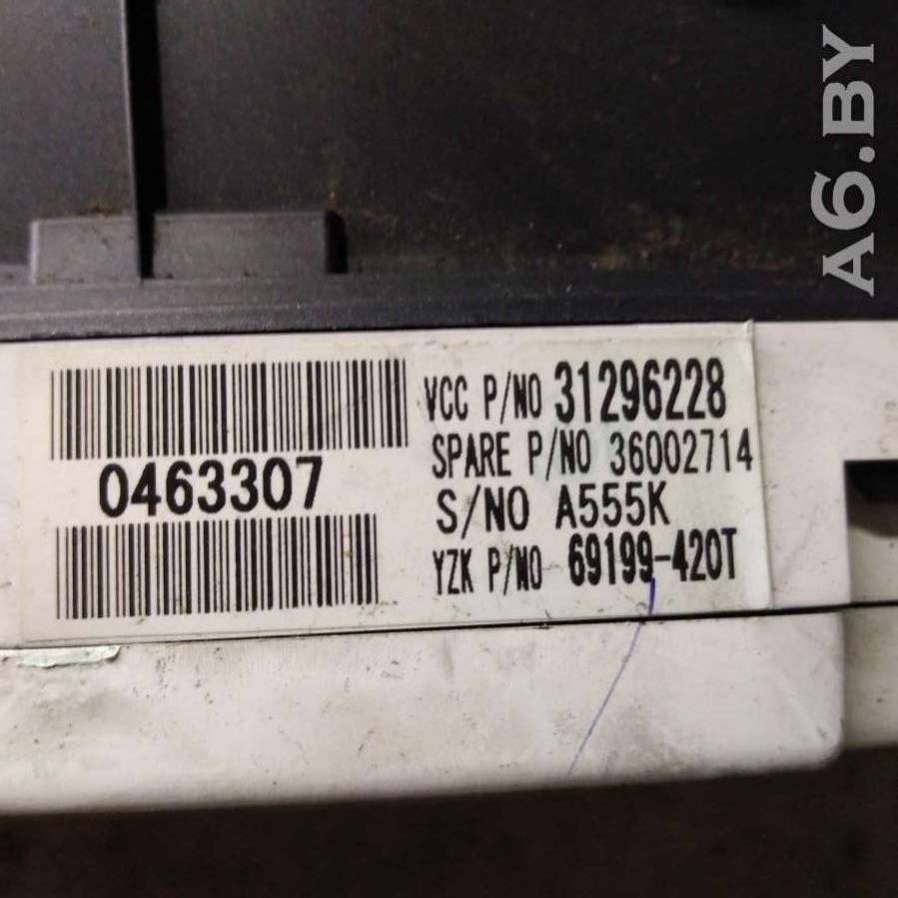 A6.BY
VCC P/NO 31296228
SPARE P/NO 36002714
0463307
S/NO A555K
YZK P/NO 69199-420T